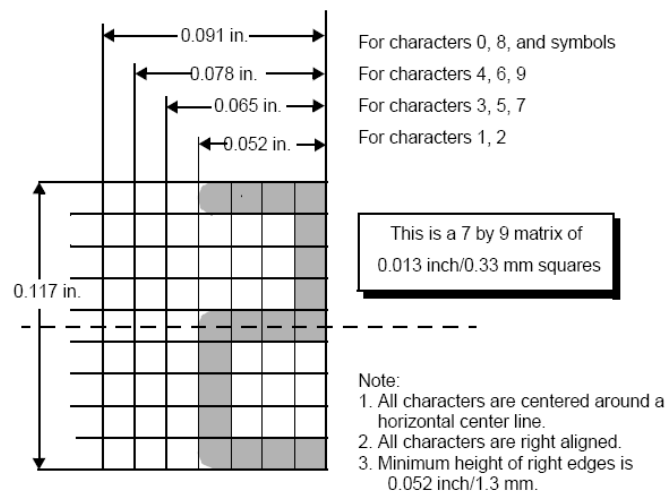 0.091 in.
For characters 0, 8, and symbols
0.078 in.
For characters 4, 6, 9
0.065 in.
For characters 3, 5, 7
0.052 in.
For characters 1, 2
This is a 7 by 9 matrix of
0.013 inch/0.33 mm squares
0.117 in.
Note:
1. All characters are centered around a
horizontal center line.
2. All characters are right aligned.
3. Minimum height of right edges is
0.052 inch/1.3 mm.